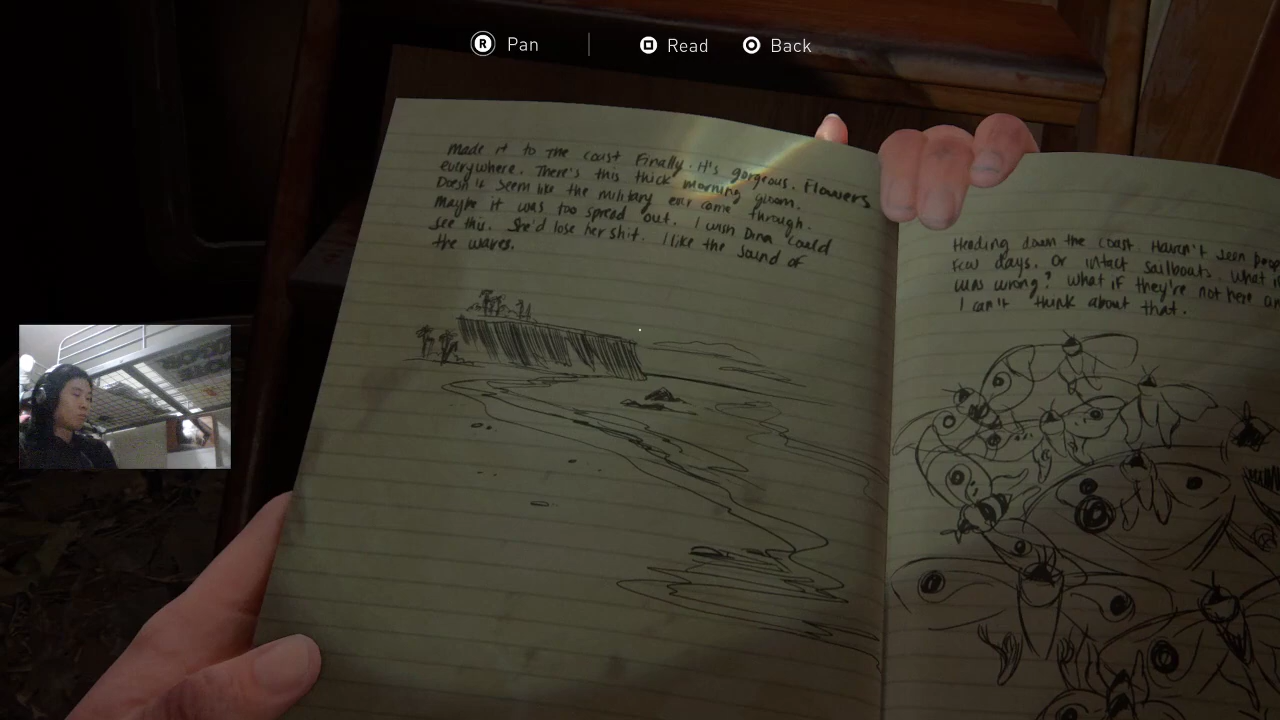 Pan
Read
Back
made it to the coast finally. It's gorgeous. Flowers
everywhere. There's this thick morning gloom.
Doesn't seem like the military ever came through.
Maybe it was too spread out. I wish Dina could
see this. She'd lose her shit. I like the sound of
the waves.
Heading down the coast. Haven't seen
few days. Or intact sailboats. What
was wrong? What if they're not here
I can't think about that.